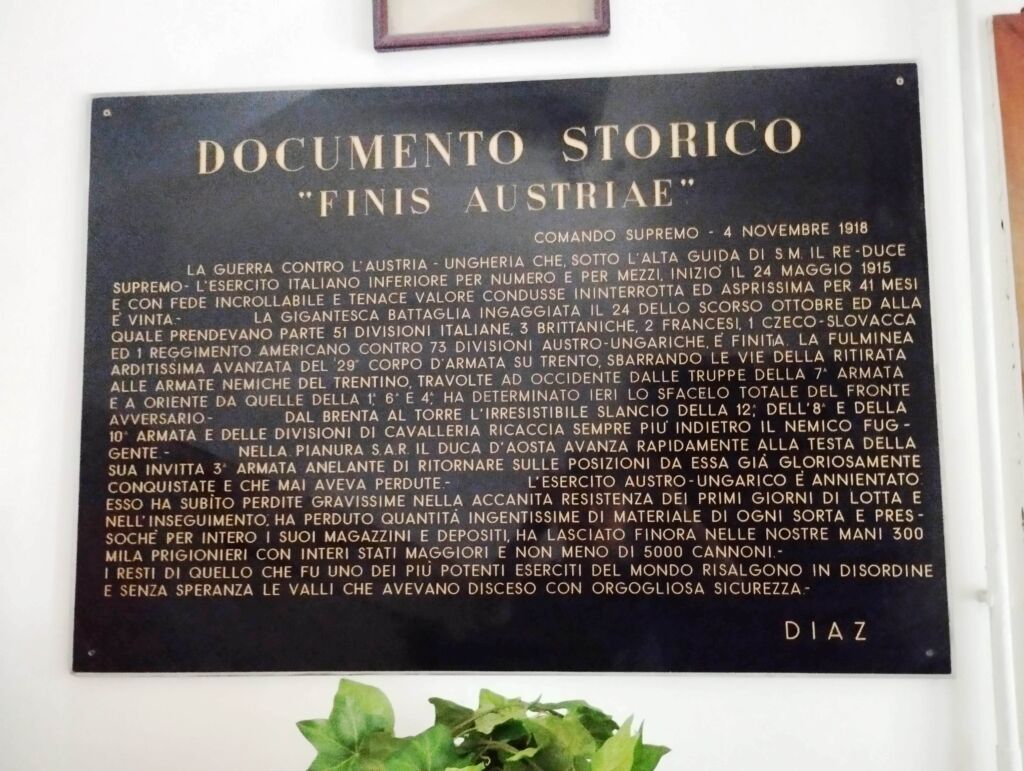 DOCUMENTO STORICO
"FINIS AUSTRIAE"
COMANDO SUPREMO - 4 NOVEMBRE 1918
LA GUERRA CONTRO L'AUSTRIA - UNGHERIA CHE, SOTTO L'ALTA GUIDA DI S.M. IL RE-DUCE
SUPREMO - L'ESERCITO ITALIANO INFERIORE PER NUMERO E PER MEZZI, INIZIO' IL 24 MAGGIO 1915
E CON FEDE INCROLLABILE E TENACE VALORE CONDUSSE ININTERROTTA ED ASPRISSIMA PER 41 MESI
E' VINTA.- LA GIGANTESCA BATTAGLIA INGAGGIATA IL 24 DELLO SCORSO OTTOBRE ED ALLA
QUALE PRENDEVANO PARTE 51 DIVISIONI ITALIANE, 3 BRITTANICHE, 2 FRANCESI, 1 CZECO-SLOVACCA
ED 1 REGGIMENTO AMERICANO CONTRO 73 DIVISIONI AUSTRO-UNGARICHE, E' FINITA. LA FULMINEA
ARDITISSIMA AVANZATA DEL 29° CORPO D'ARMATA SU TRENTO, SBARRANDO LE VIE DELLA RITIRATA
ALLE ARMATE NEMICHE DEL TRENTINO, TRAVOLTE AD OCCIDENTE DALLE TRUPPE DELLA 7ª ARMATA
E A ORIENTE DA QUELLE DELLA 1ª, 6ª E 4ª, HA DETERMINATO IERI LO SFACELO TOTALE DEL FRONTE
AVVERSARIO.- DAL BRENTA AL TORRE L'IRRESISTIBILE SLANCIO DELLA 12ª, DELL'8ª E DELLA
10ª ARMATA E DELLE DIVISIONI DI CAVALLERIA RICACCIA SEMPRE PIU' INDIETRO IL NEMICO FUG-
GENTE.- NELLA PIANURA S.A.R. IL DUCA D'AOSTA AVANZA RAPIDAMENTE ALLA TESTA DELLA
SUA INVITTA 3ª ARMATA ANELANTE DI RITORNARE SULLE POSIZIONI DA ESSA GIÀ GLORIOSAMENTE
CONQUISTATE E CHE MAI AVEVA PERDUTE.- L'ESERCITO AUSTRO-UNGARICO È ANNIENTATO:
ESSO HA SUBITO PERDITE GRAVISSIME NELLA ACCANITA RESISTENZA DEI PRIMI GIORNI DI LOTTA E
NELL'INSEGUIMENTO, HA PERDUTO QUANTITÀ INGENTISSIME DI MATERIALE DI OGNI SORTA E PRES-
SOCHÉ PER INTERO I SUOI MAGAZZINI E DEPOSITI, HA LASCIATO FINORA NELLE NOSTRE MANI 300
MILA PRIGIONIERI CON INTERI STATI MAGGIORI E NON MENO DI 5000 CANNONI.-
I RESTI DI QUELLO CHE FU UNO DEI PIÙ POTENTI ESERCITI DEL MONDO RISALGONO IN DISORDINE
E SENZA SPERANZA LE VALLI CHE AVEVANO DISCESO CON ORGOGLIOSA SICUREZZA.-
DIAZ